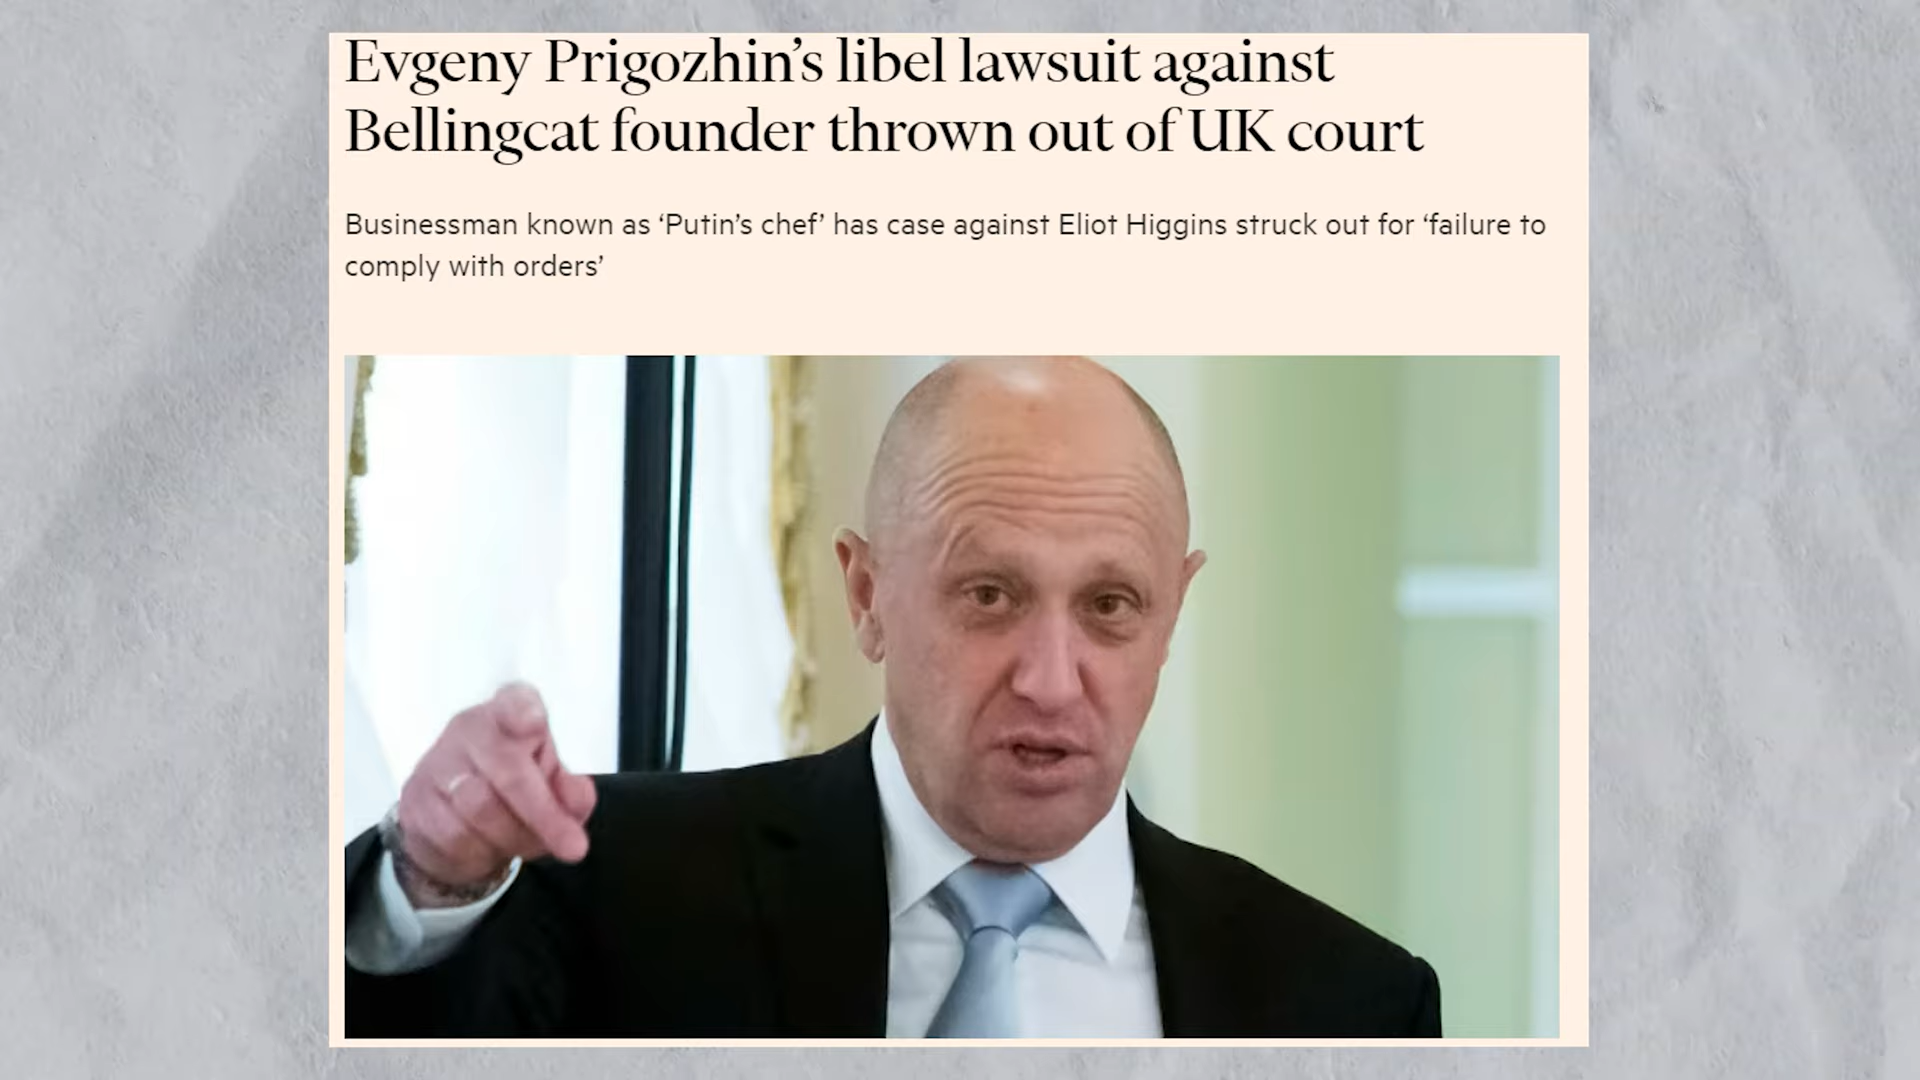 Evgeny Prigozhin’s libel lawsuit against
Bellingcat founder thrown out of UK court
Businessman known as ‘Putin’s chef’ has case against Eliot Higgins struck out for ‘failure to
comply with orders’